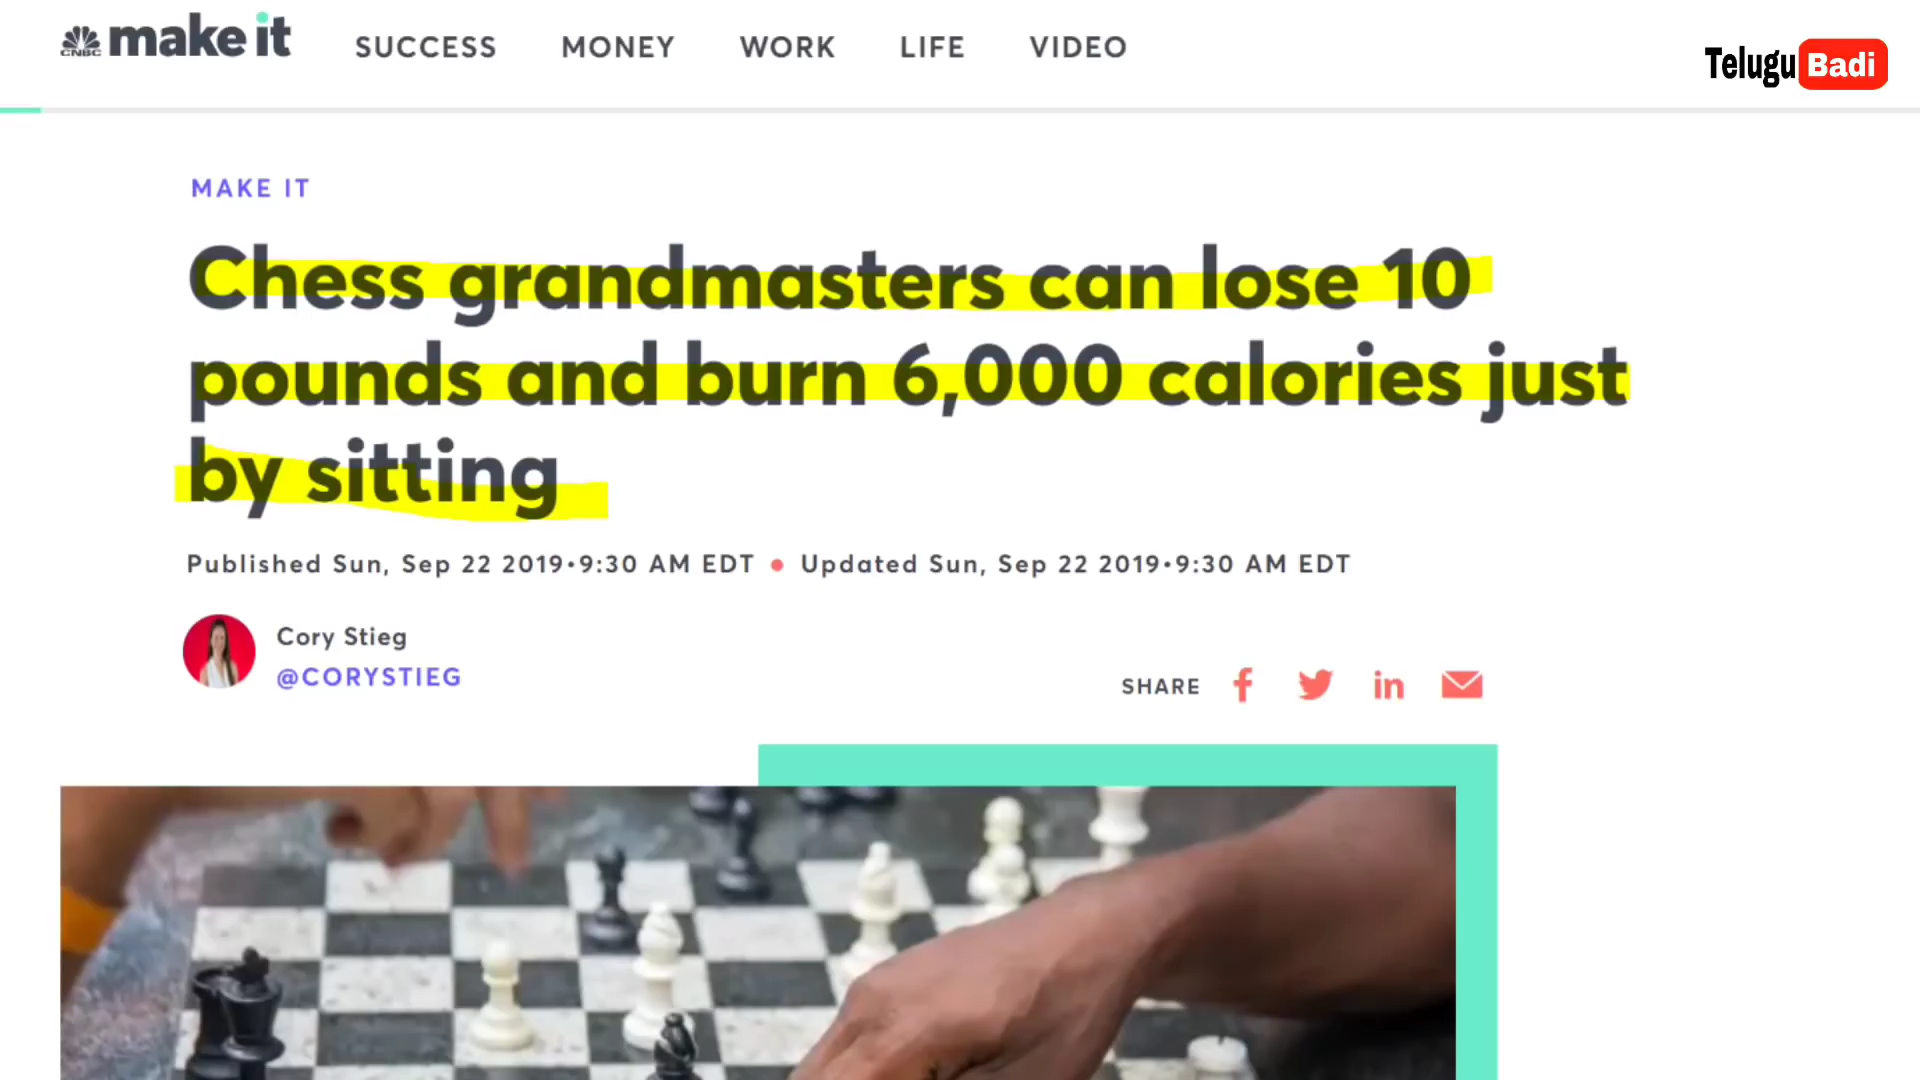 CNBC make it SUCCESS MONEY WORK LIFE VIDEO
Telugu Badi
MAKE IT
Chess grandmasters can lose 10
pounds and burn 6,000 calories just
by sitting
Published Sun, Sep 22 2019•9:30 AM EDT • Updated Sun, Sep 22 2019•9:30 AM EDT
Cory Stieg
@CORYSTIEG
SHARE f in